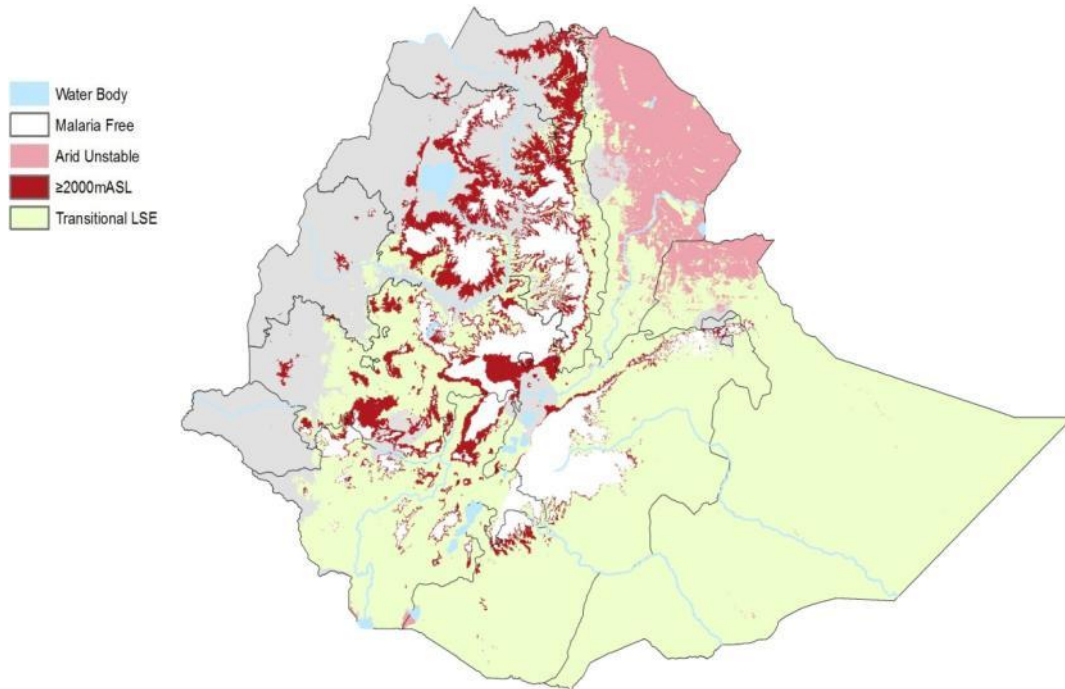 Water Body
Malaria Free
Arid Unstable
≥2000mASL
Transitional LSE